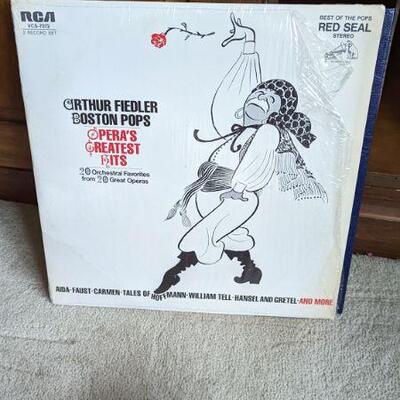 RCA
VCS-7072
2 RECORD SET
BEST OF THE POPS
RED SEAL
STEREO
ARTHUR FIEDLER
BOSTON POPS
OPERA'S
GREATEST
HITS
20 Orchestral Favorites
from 20 Great Operas
AIDA•FAUST•CARMEN•TALES OF HOFFMANN•WILLIAM TELL•HANSEL AND GRETEL•AND MORE